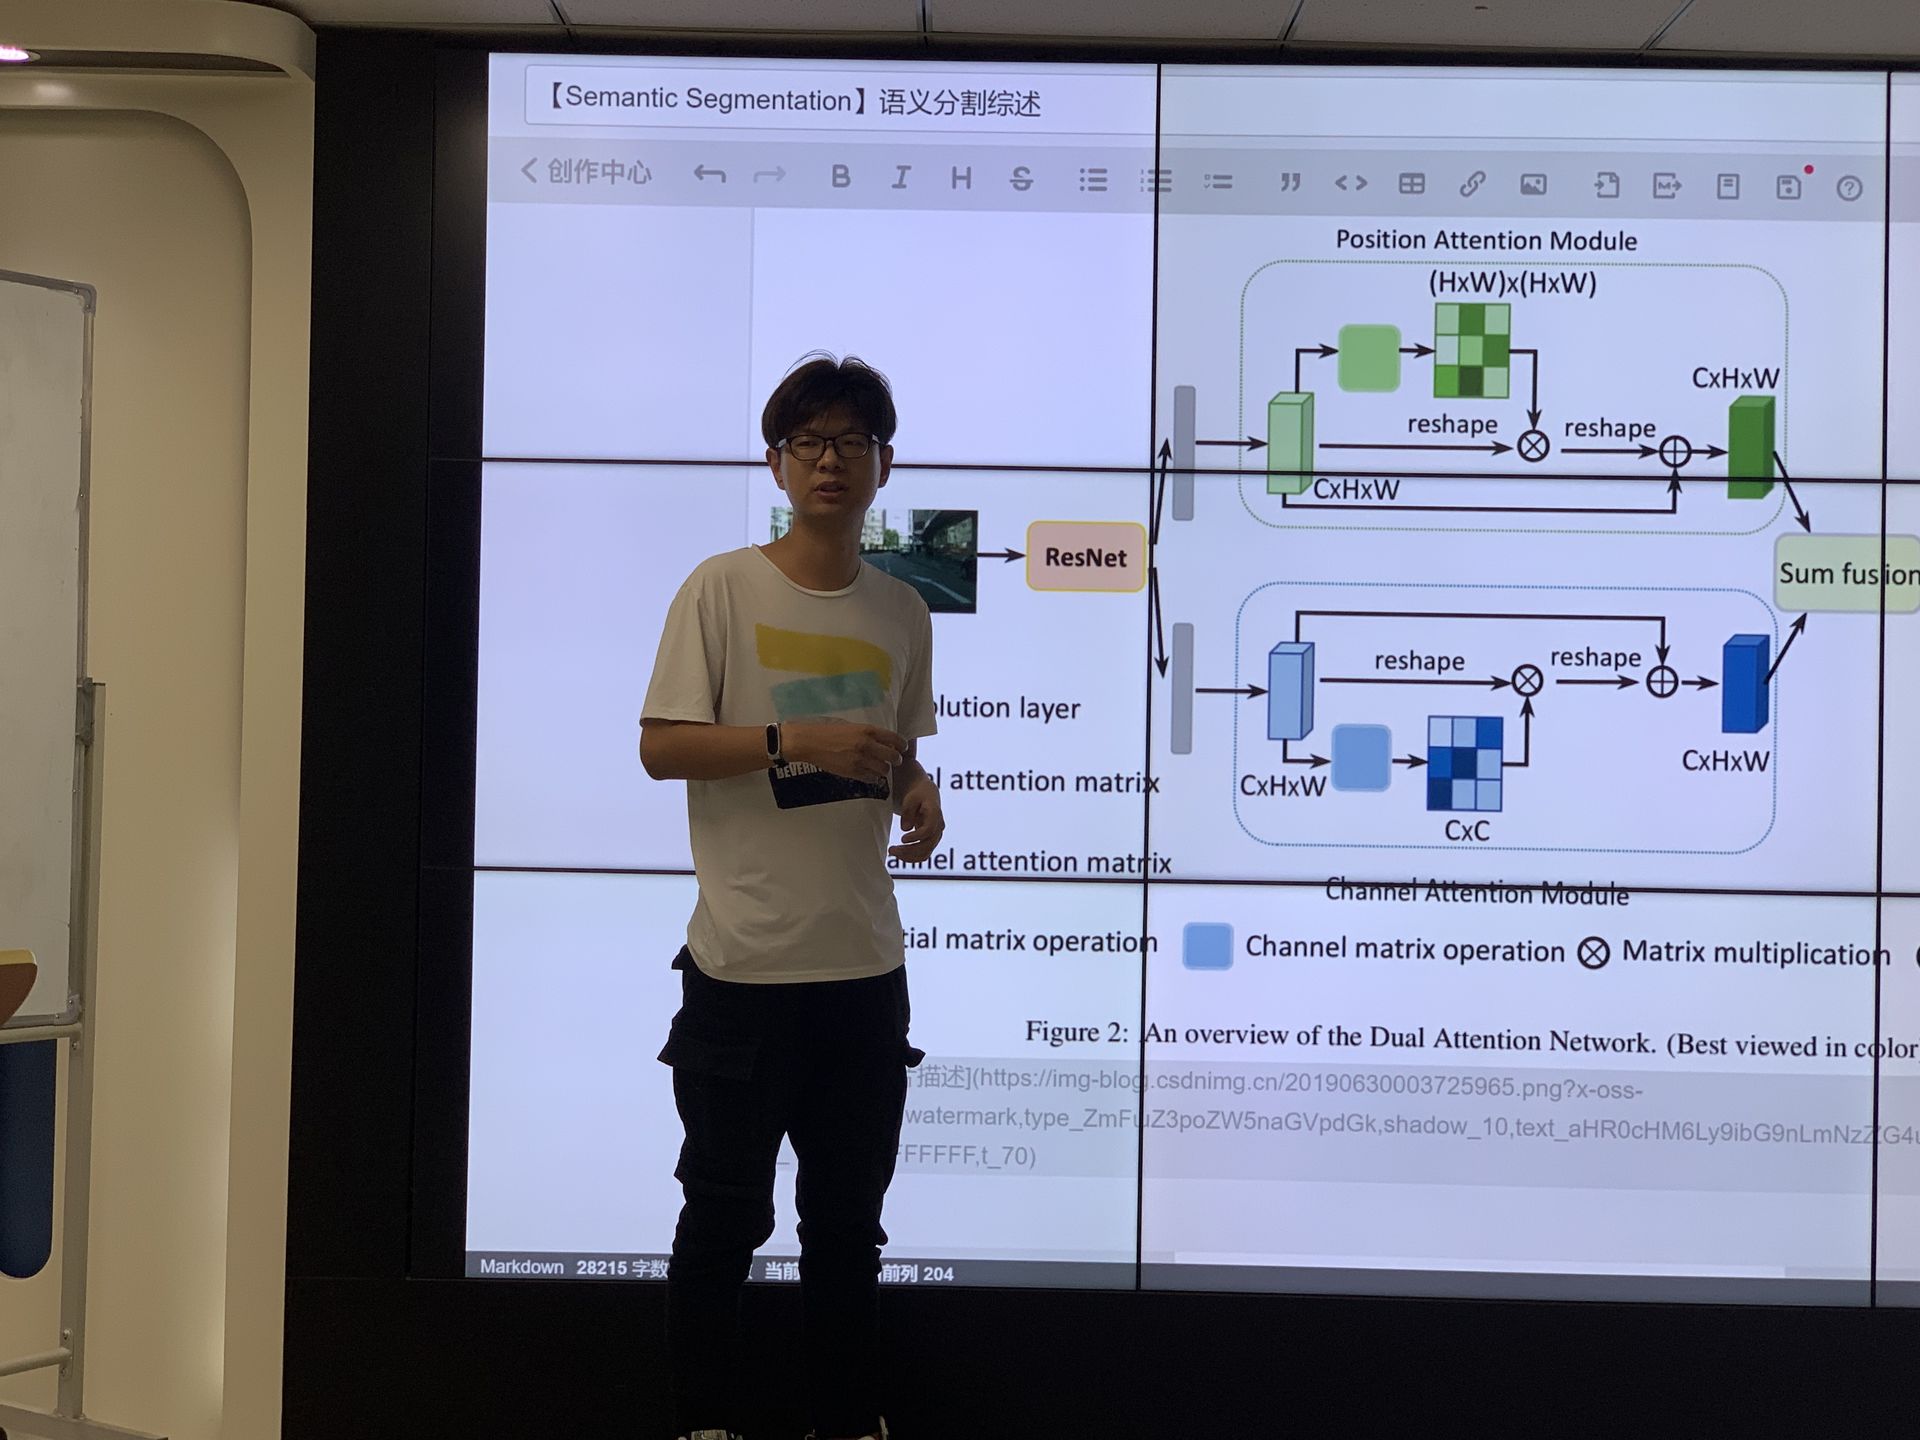 【Semantic Segmentation】语义分割综述
创作中心
B I H S
Position Attention Module
(HxW)x(HxW)
CxHxW
reshape
reshape
CxHxW
ResNet
Sum fusion
reshape
reshape
olution layer
CxHxW
l attention matrix
CxHxW
CxC
annel attention matrix
Channel Attention Module
tial matrix operation
Channel matrix operation
Matrix multiplication
Figure 2: An overview of the Dual Attention Network. (Best viewed in color
描述](https://img-blog.csdnimg.cn/20190630003725965.png?x-oss-
watermark,type_ZmFuZ3poZW5naGVpdGk,shadow_10,text_aHR0cHM6Ly9ibG9nLmNzZG4u
FFFFFF,t_70)
Markdown 28215 字数 当前 前列 204